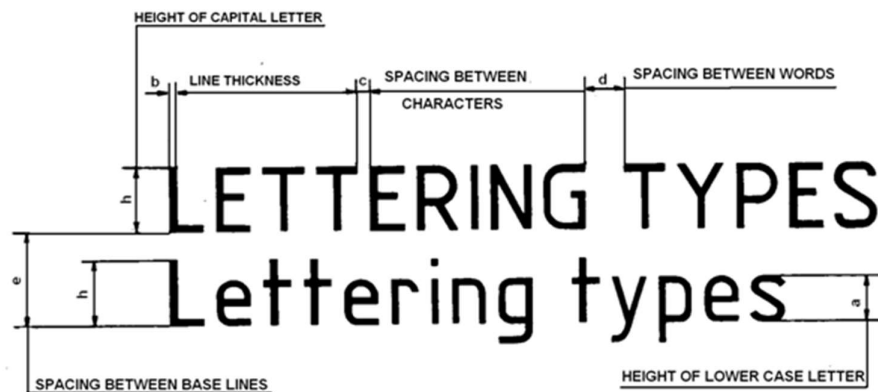 HEIGHT OF CAPITAL LETTER
b LINE THICKNESS c SPACING BETWEEN CHARACTERS d SPACING BETWEEN WORDS
h LETTERING TYPES
e h Lettering types a
SPACING BETWEEN BASE LINES HEIGHT OF LOWER CASE LETTER